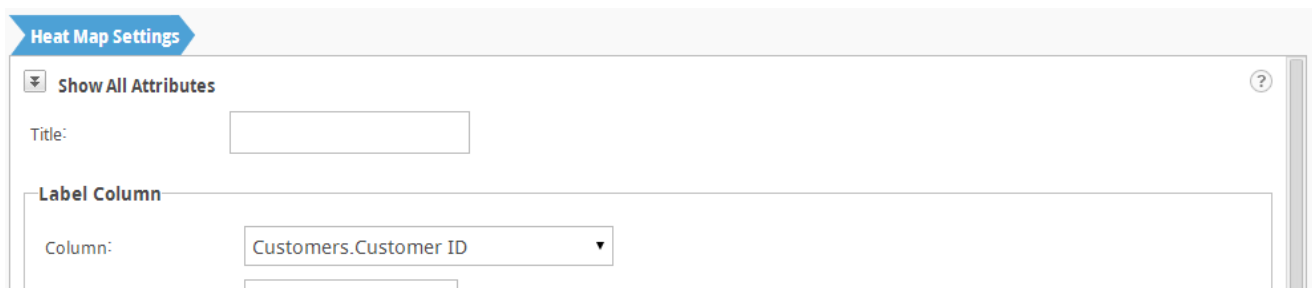 Heat Map Settings
Show All Attributes
?
Title:
Label Column
Column: Customers.Customer ID